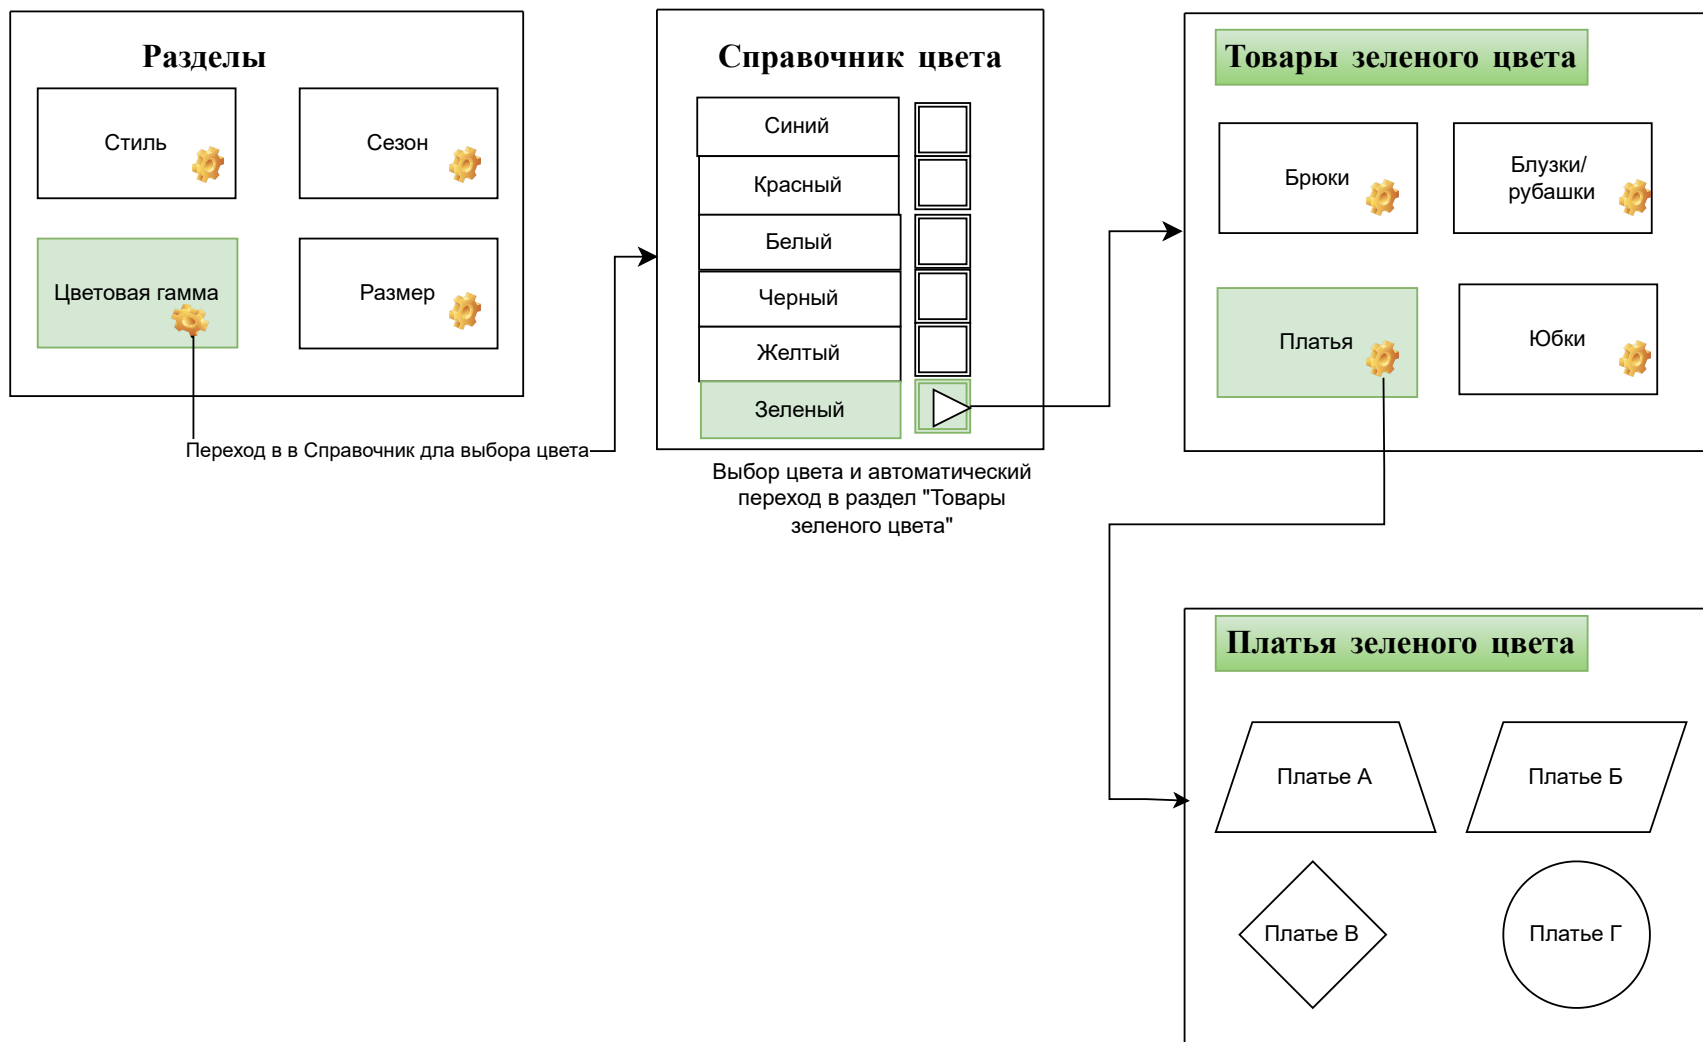 Разделы
Стиль
Сезон
Цветовая гамма
Размер
Переход в в Справочник дла выбора цвета
Справочник цвета
Синий
Красный
Белый
Черный
Желтый
Зеленый
Выбор цвета и автоматический
переход в раздел "Товары
зеленого цвета"
Товары зеленого цвета
Брюки
Блузки/
рубашки
Платья
Юбки
Платья зеленого цвета
Платье А
Платье Б
Платье В
Платье Г